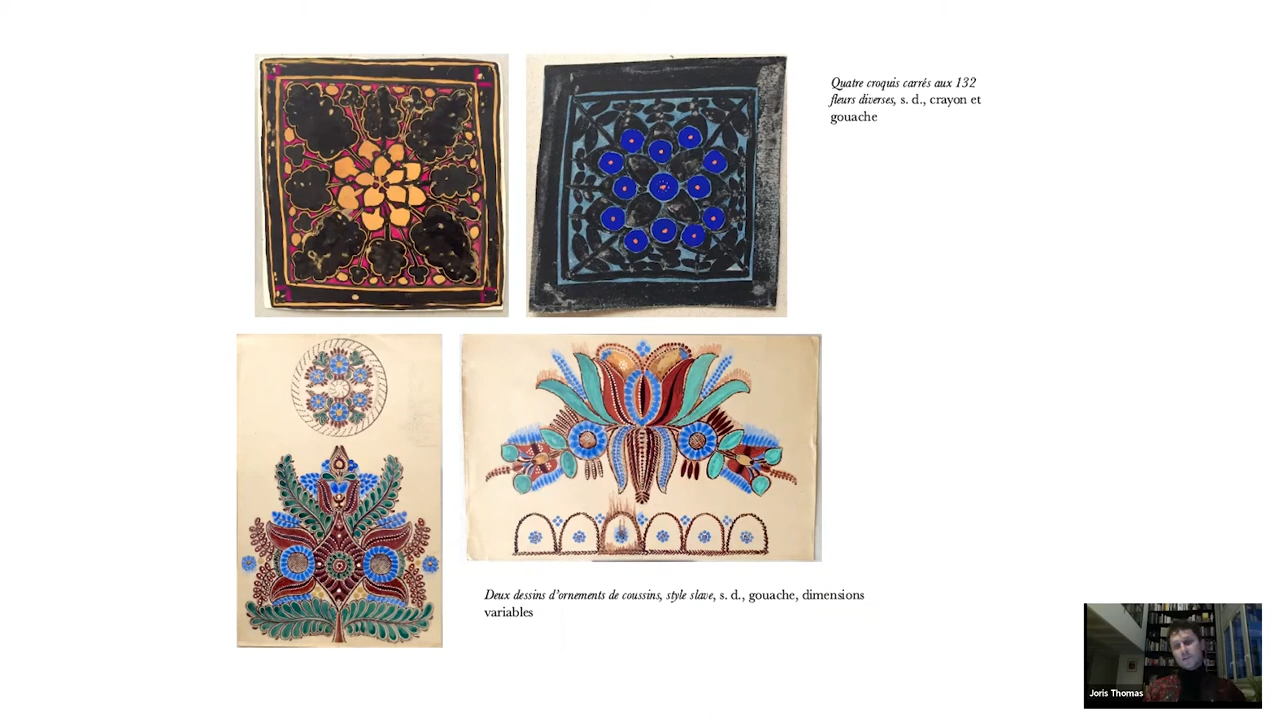 Quatre croquis carrés aux 132
fleurs diverses, s. d., crayon et
gouache
Deux dessins d'ornements de coussins, style slave, s. d., gouache, dimensions
variables
Joris Thomas